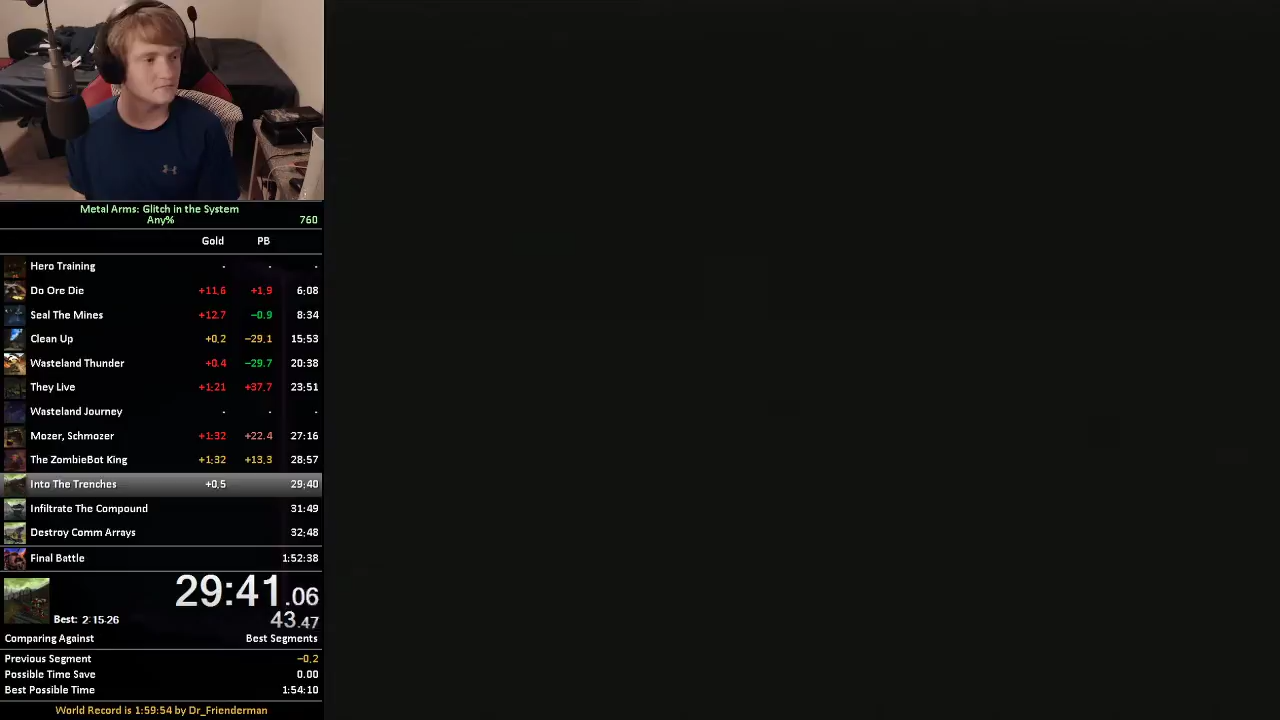 Metal Arms: Glitch in the System
Any% 760
Gold PB
Hero Training - - -
Do Ore Die +11.6 +1.9 6:08
Seal The Mines +12.7 −0.9 8:34
Clean Up +0.2 −29.1 15:53
Wasteland Thunder +0.4 −29.7 20:38
They Live +1:21 +37.7 23:51
Wasteland Journey - - -
Mozer, Schmozer +1:32 +22.4 27:16
The ZombieBot King +1:32 +13.3 28:57
Into The Trenches +0.5 29:40
Infiltrate The Compound 31:49
Destroy Comm Arrays 32:48
Final Battle 1:52:38
29:41.06
Best: 2:15:26 43.47
Comparing Against Best Segments
Previous Segment −0.2
Possible Time Save 0.00
Best Possible Time 1:54:10
World Record is 1:59:54 by Dr_Frienderman